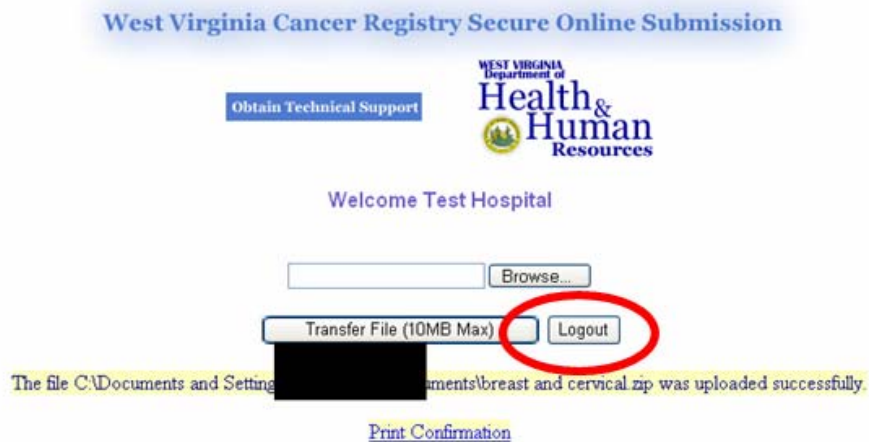 West Virginia Cancer Registry Secure Online Submission
WEST VIRGINIA
Department of
Health &
Human
Resources
Obtain Technical Support
Welcome Test Hospital
Browse...
Transfer File (10MB Max) Logout
The file C:\Documents and Setting uments\breast and cervical.zip was uploaded successfully.
Print Confirmation